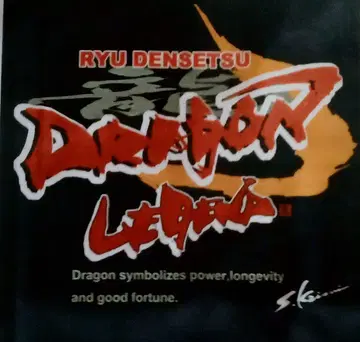 RYU DENSETSU
DRAGON
LEGEND
Dragon symbolizes power,longevity
and good fortune.